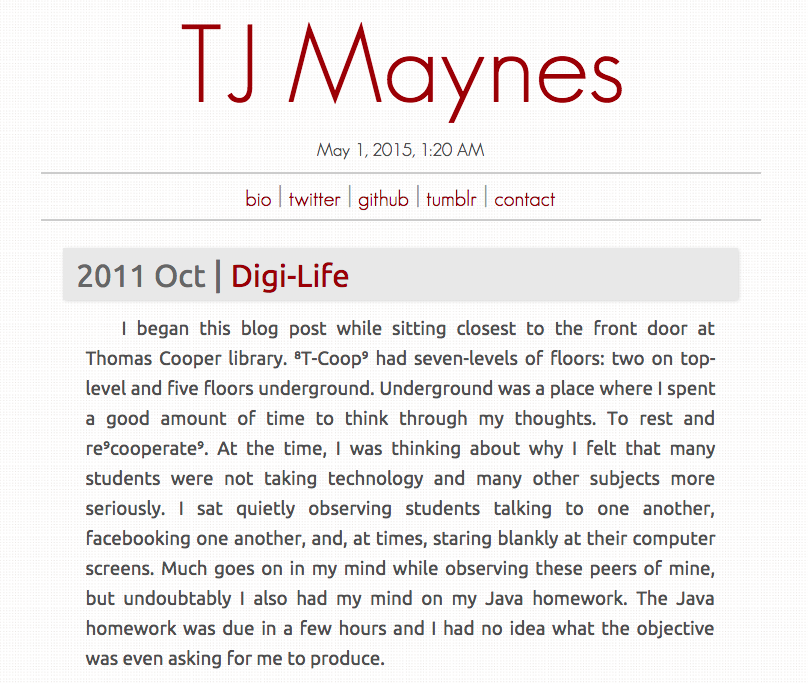 TJ Maynes
May 1, 2015, 1:20 AM
bio | twitter | github | tumblr | contact
2011 Oct | Digi-Life
I began this blog post while sitting closest to the front door at
Thomas Cooper library. ⁸T-Coop⁹ had seven-levels of floors: two on top-
level and five floors underground. Underground was a place where I spent
a good amount of time to think through my thoughts. To rest and
re⁹cooperate⁹. At the time, I was thinking about why I felt that many
students were not taking technology and many other subjects more
seriously. I sat quietly observing students talking to one another,
facebooking one another, and, at times, staring blankly at their computer
screens. Much goes on in my mind while observing these peers of mine,
but undoubtably I also had my mind on my Java homework. The Java
homework was due in a few hours and I had no idea what the objective
was even asking for me to produce.